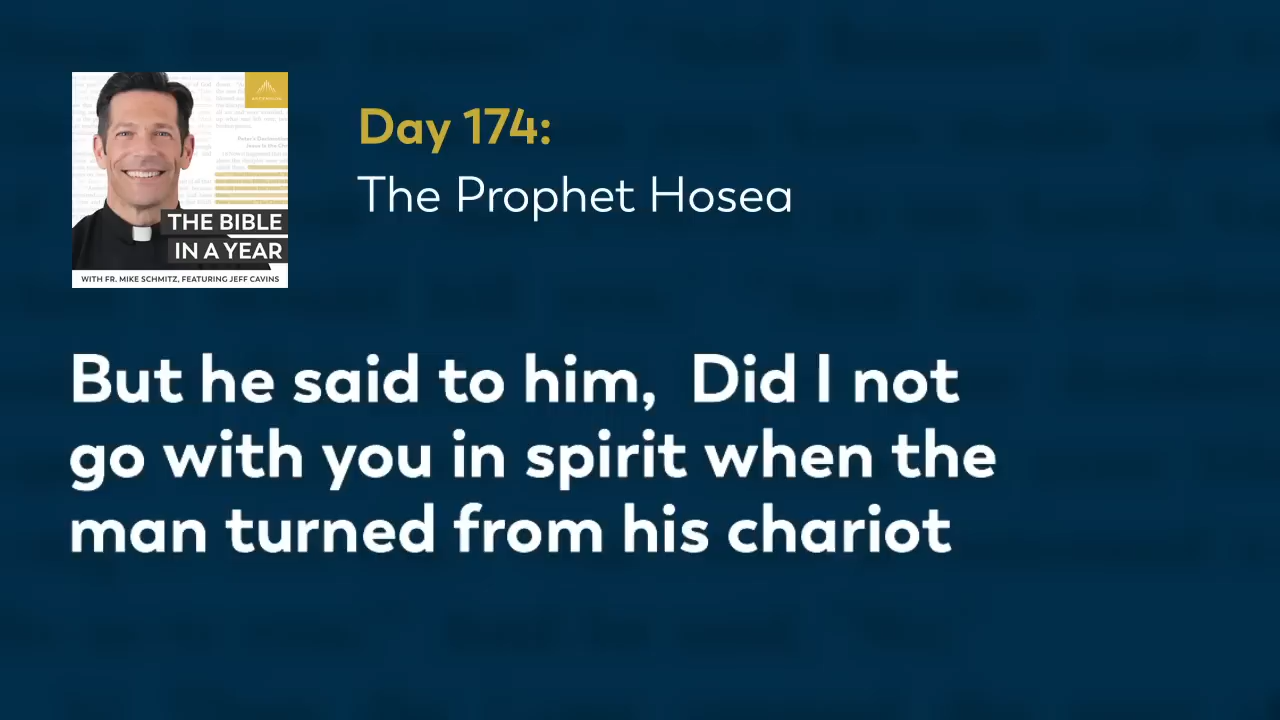 Day 174:
The Prophet Hosea
THE BIBLE
IN A YEAR
WITH FR. MIKE SCHMITZ, FEATURING JEFF CAVINS
But he said to him,  Did I not
go with you in spirit when the
man turned from his chariot